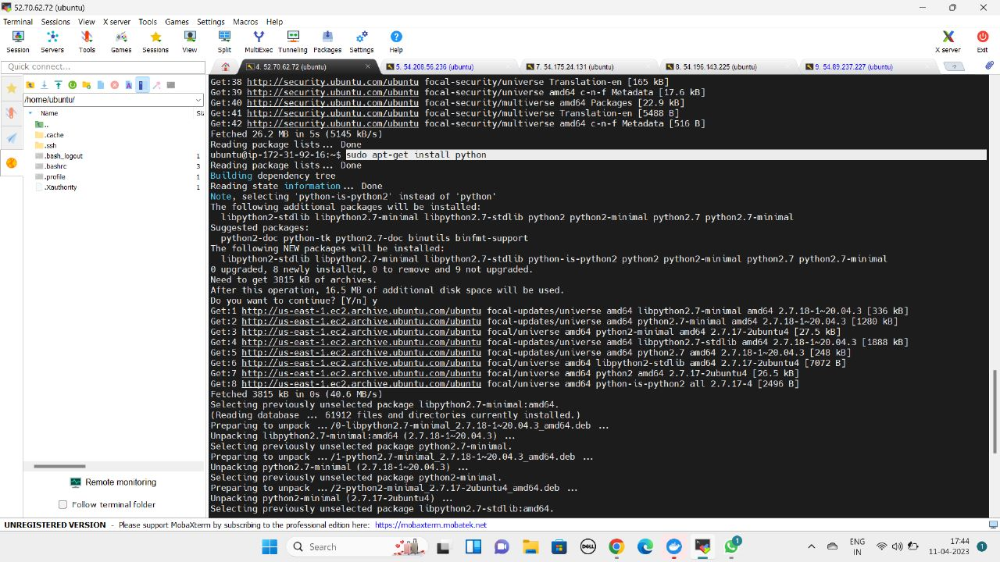 52.70.62.72 (ubuntu)
Terminal Sessions View X server Tools Games Settings Macros Help
Session Servers Tools Games Sessions View Split MultiExec Tunneling Packages Settings Help X server Exit
Quick connect...
4. 52.70.62.72 (ubuntu)
5. 54.208.56.236 (ubuntu)
7. 54.175.24.131 (ubuntu)
8. 54.196.143.225 (ubuntu)
9. 54.89.237.227 (ubuntu)
/home/ubuntu/
Name Siz
..
.cache
.ssh
.bash_logout 1
.bashrc 3
.profile 1
.Xauthority 1
Remote monitoring
Follow terminal folder
Get:38 http://security.ubuntu.com/ubuntu focal-security/universe Translation-en [165 kB]
Get:39 http://security.ubuntu.com/ubuntu focal-security/universe amd64 c-n-f Metadata [17.6 kB]
Get:40 http://security.ubuntu.com/ubuntu focal-security/multiverse amd64 Packages [22.9 kB]
Get:41 http://security.ubuntu.com/ubuntu focal-security/multiverse Translation-en [5488 B]
Get:42 http://security.ubuntu.com/ubuntu focal-security/multiverse amd64 c-n-f Metadata [516 B]
Fetched 26.2 MB in 5s (5145 kB/s)
Reading package lists... Done
ubuntu@ip-172-31-92-16:~$ sudo apt-get install python
Reading package lists... Done
Building dependency tree
Reading state information... Done
Note, selecting 'python-is-python2' instead of 'python'
The following additional packages will be installed:
libpython2-stdlib libpython2.7-minimal libpython2.7-stdlib python2 python2-minimal python2.7 python2.7-minimal
Suggested packages:
python2-doc python-tk python2.7-doc binutils binfmt-support
The following NEW packages will be installed:
libpython2-stdlib libpython2.7-minimal libpython2.7-stdlib python-is-python2 python2 python2-minimal python2.7 python2.7-minimal
0 upgraded, 8 newly installed, 0 to remove and 9 not upgraded.
Need to get 3815 kB of archives.
After this operation, 16.5 MB of additional disk space will be used.
Do you want to continue? [Y/n] y
Get:1 http://us-east-1.ec2.archive.ubuntu.com/ubuntu focal-updates/universe amd64 libpython2.7-minimal amd64 2.7.18-1~20.04.3 [336 kB]
Get:2 http://us-east-1.ec2.archive.ubuntu.com/ubuntu focal-updates/universe amd64 python2.7-minimal amd64 2.7.18-1~20.04.3 [1280 kB]
Get:3 http://us-east-1.ec2.archive.ubuntu.com/ubuntu focal/universe amd64 python2-minimal amd64 2.7.17-2ubuntu4 [27.5 kB]
Get:4 http://us-east-1.ec2.archive.ubuntu.com/ubuntu focal-updates/universe amd64 libpython2.7-stdlib amd64 2.7.18-1~20.04.3 [1888 kB]
Get:5 http://us-east-1.ec2.archive.ubuntu.com/ubuntu focal-updates/universe amd64 python2.7 amd64 2.7.18-1~20.04.3 [248 kB]
Get:6 http://us-east-1.ec2.archive.ubuntu.com/ubuntu focal/universe amd64 libpython2-stdlib amd64 2.7.17-2ubuntu4 [7072 B]
Get:7 http://us-east-1.ec2.archive.ubuntu.com/ubuntu focal/universe amd64 python2 amd64 2.7.17-2ubuntu4 [26.5 kB]
Get:8 http://us-east-1.ec2.archive.ubuntu.com/ubuntu focal/universe amd64 python-is-python2 all 2.7.17-4 [2496 B]
Fetched 3815 kB in 0s (40.6 MB/s)
Selecting previously unselected package libpython2.7-minimal:amd64.
(Reading database ... 61912 files and directories currently installed.)
Preparing to unpack .../0-libpython2.7-minimal_2.7.18-1~20.04.3_amd64.deb ...
Unpacking libpython2.7-minimal:amd64 (2.7.18-1~20.04.3) ...
Selecting previously unselected package python2.7-minimal.
Preparing to unpack .../1-python2.7-minimal_2.7.18-1~20.04.3_amd64.deb ...
Unpacking python2.7-minimal (2.7.18-1~20.04.3) ...
Selecting previously unselected package python2-minimal.
Preparing to unpack .../2-python2-minimal_2.7.17-2ubuntu4_amd64.deb ...
Unpacking python2-minimal (2.7.17-2ubuntu4) ...
Selecting previously unselected package libpython2.7-stdlib:amd64.
UNREGISTERED VERSION - Please support MobaXterm by subscribing to the professional edition here: https://mobaxterm.mobatek.net
Search
DELL
1
ENG
IN
17:44
11-04-2023
1